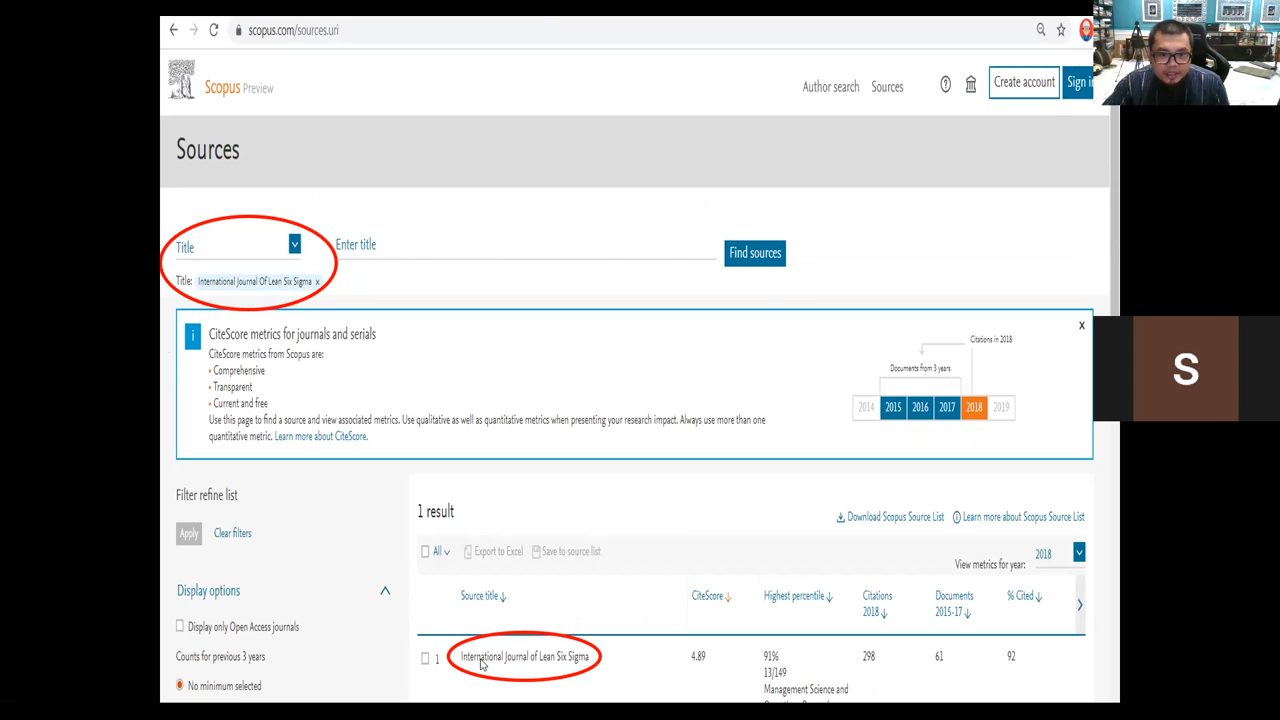 scopus.com/sources.uri
Scopus Preview
Author search Sources
Create account
Sign in
Sources
Title
Enter title
Find sources
Title: International Journal Of Lean Six Sigma x
i
CiteScore metrics for journals and serials
x
CiteScore metrics from Scopus are:
• Comprehensive
• Transparent
• Current and free
Use this page to find a source and view associated metrics. Use qualitative as well as quantitative metrics when presenting your research impact. Always use more than one
quantitative metric. Learn more about CiteScore.
Citations in 2018
Documents from 3 years
2014 2015 2016 2017 2018 2019
S
Filter refine list
Apply Clear filters
Display options
Display only Open Access journals
Counts for previous 3 years
No minimum selected
1 result
Download Scopus Source List Learn more about Scopus Source List
All Export to Excel Save to source list
View metrics for year: 2018
Source title CiteScore Highest percentile Citations 2018 Documents 2015-17 % Cited
1 International Journal of Lean Six Sigma 4.89 91% 298 61 92
13/149
Management Science and